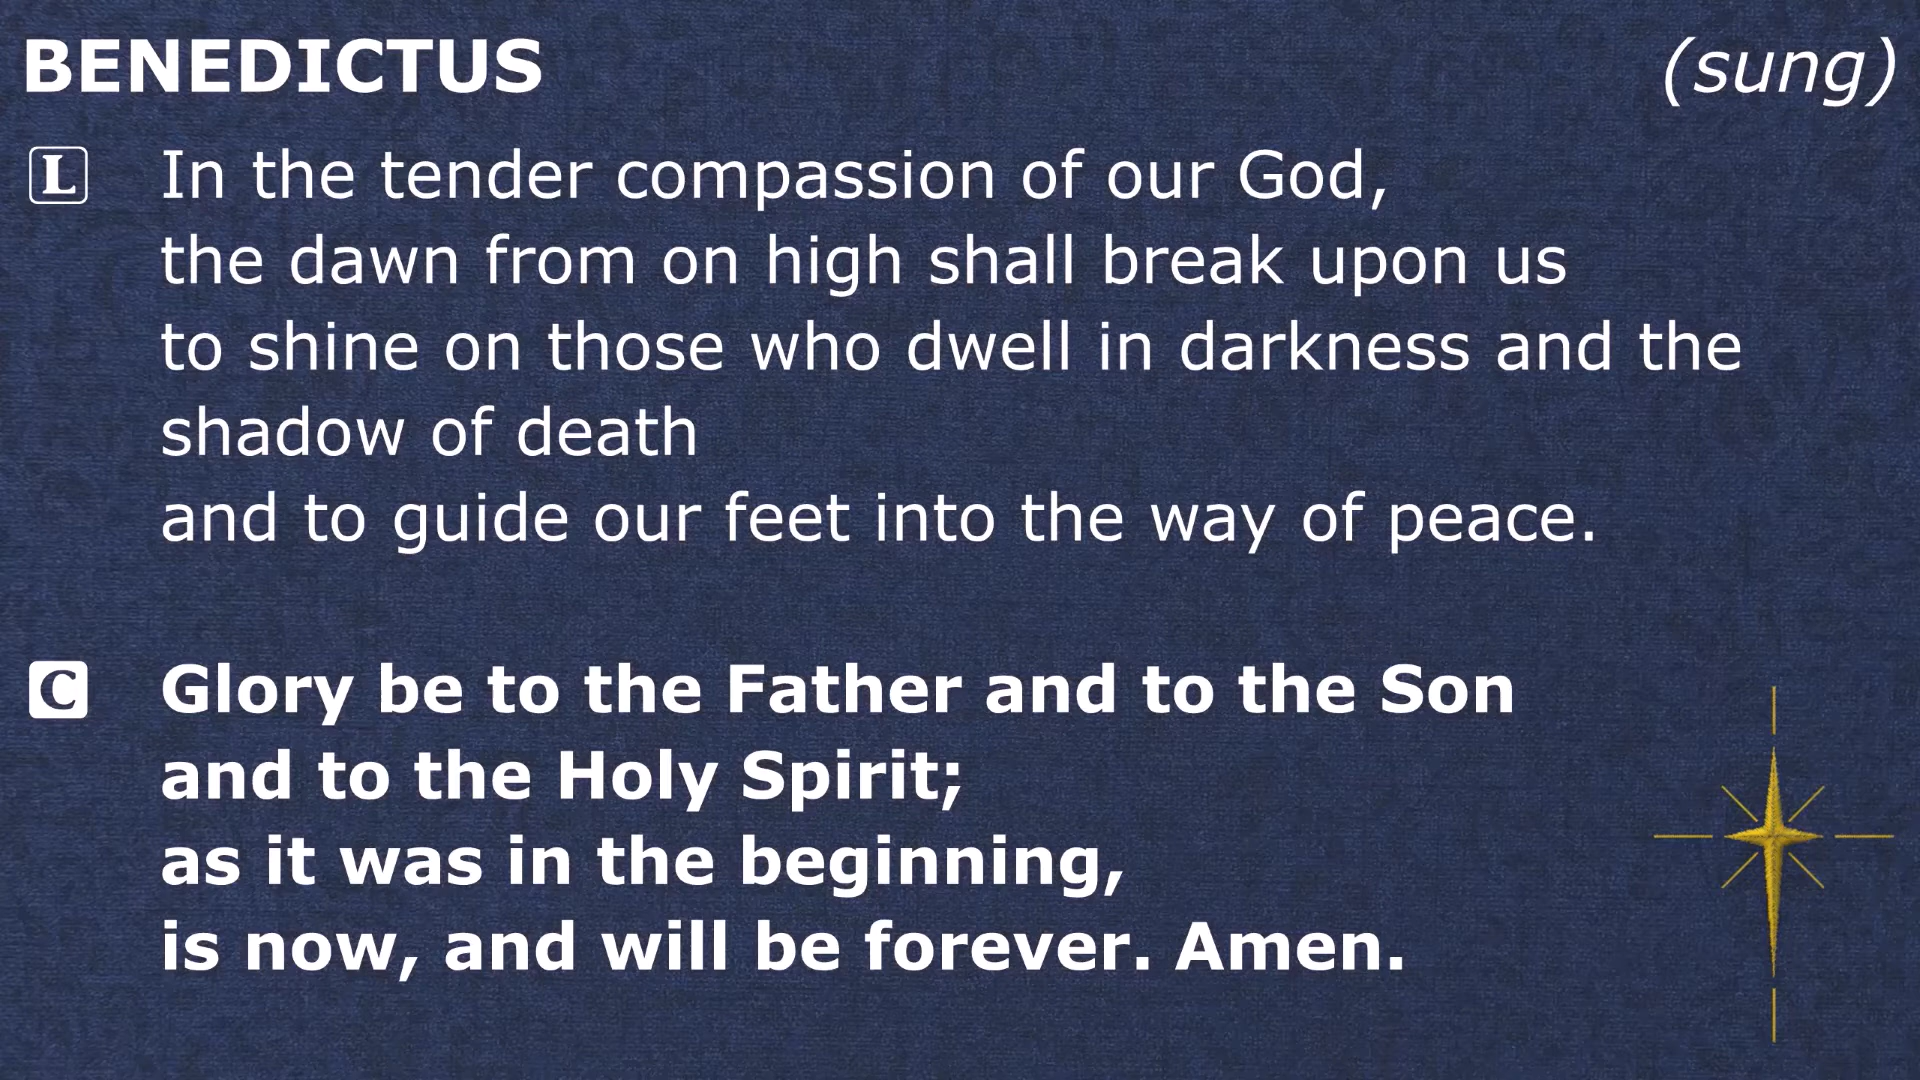 BENEDICTUS (sung)
L In the tender compassion of our God,
the dawn from on high shall break upon us
to shine on those who dwell in darkness and the
shadow of death
and to guide our feet into the way of peace.
C Glory be to the Father and to the Son
and to the Holy Spirit;
as it was in the beginning,
is now, and will be forever. Amen.